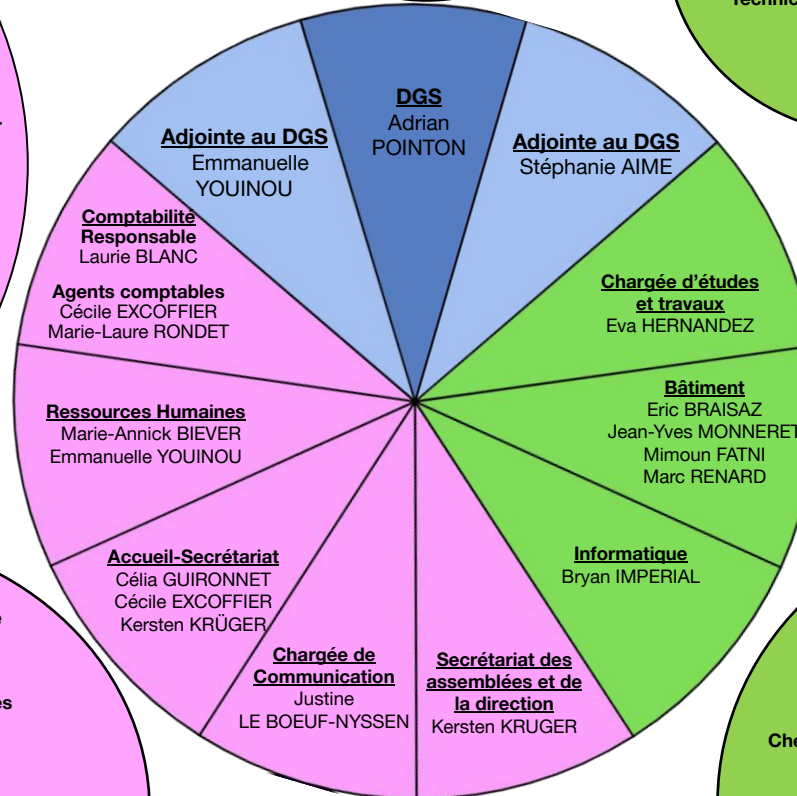 DGS
Adrian
POINTON
Adjointe au DGS
Emmanuelle
YOUINOU
Adjointe au DGS
Stéphanie AIME
Comptabilité
Responsable
Laurie BLANC
Agents comptables
Cécile EXCOFFIER
Marie-Laure RONDET
Chargée d’études
et travaux
Eva HERNANDEZ
Ressources Humaines
Marie-Annick BIEVER
Emmanuelle YOUINOU
Bâtiment
Eric BRAISAZ
Jean-Yves MONNERET
Mimoun FATNI
Marc RENARD
Accueil-Secrétariat
Célia GUIRONNET
Cécile EXCOFFIER
Kersten KRÜGER
Informatique
Bryan IMPERIAL
Chargée de
Communication
Justine
LE BOEUF-NYSSEN
Secrétariat des
assemblées et de
la direction
Kersten KRUGER